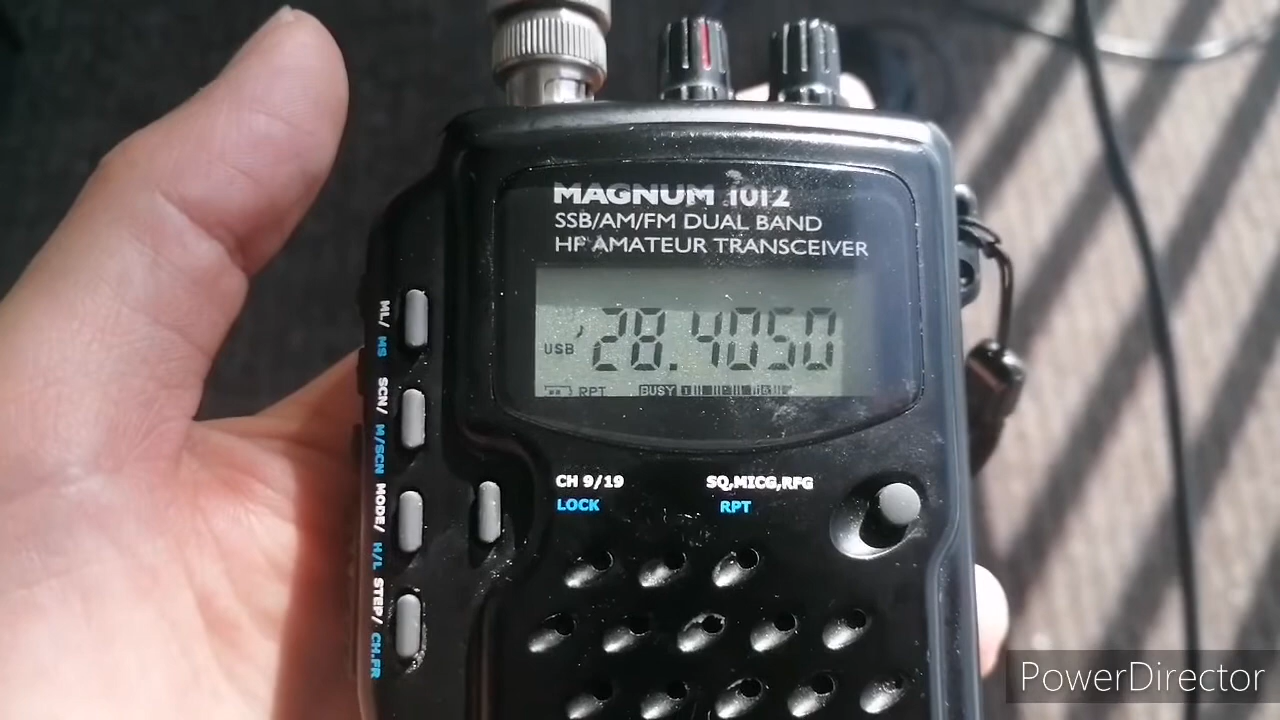 MAGNUM 1012
SSB/AM/FM DUAL BAND
HF AMATEUR TRANSCEIVER
28.4050
USB
RPT BUSY
ML/ MS
SCN/ M/SCN
MODE/ H/L
STEP/ CH.FR
CH 9/19
LOCK
SQ,MICG,RFG
RPT
PowerDirector